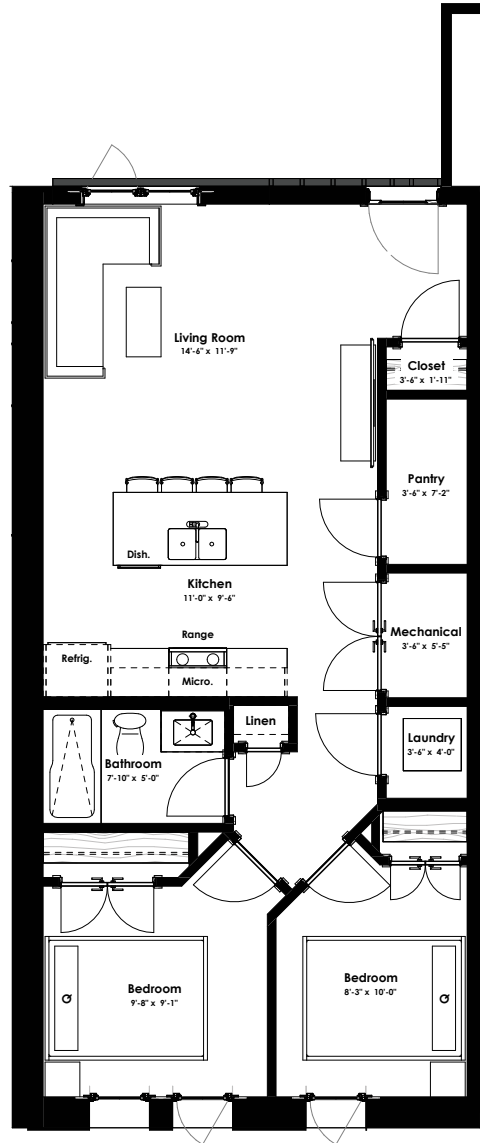 Living Room
14'-6" x 11'-9"
Closet
3'-6" x 1'-11"
Pantry
3'-6" x 7'-2"
Dish.
Kitchen
11'-0" x 9'-6"
Mechanical
3'-6" x 5'-5"
Range
Refrig.
Micro.
Linen
Laundry
3'-6" x 4'-0"
Bathroom
7'-10" x 5'-0"
Bedroom
9'-8" x 9'-1"
Bedroom
8'-3" x 10'-0"